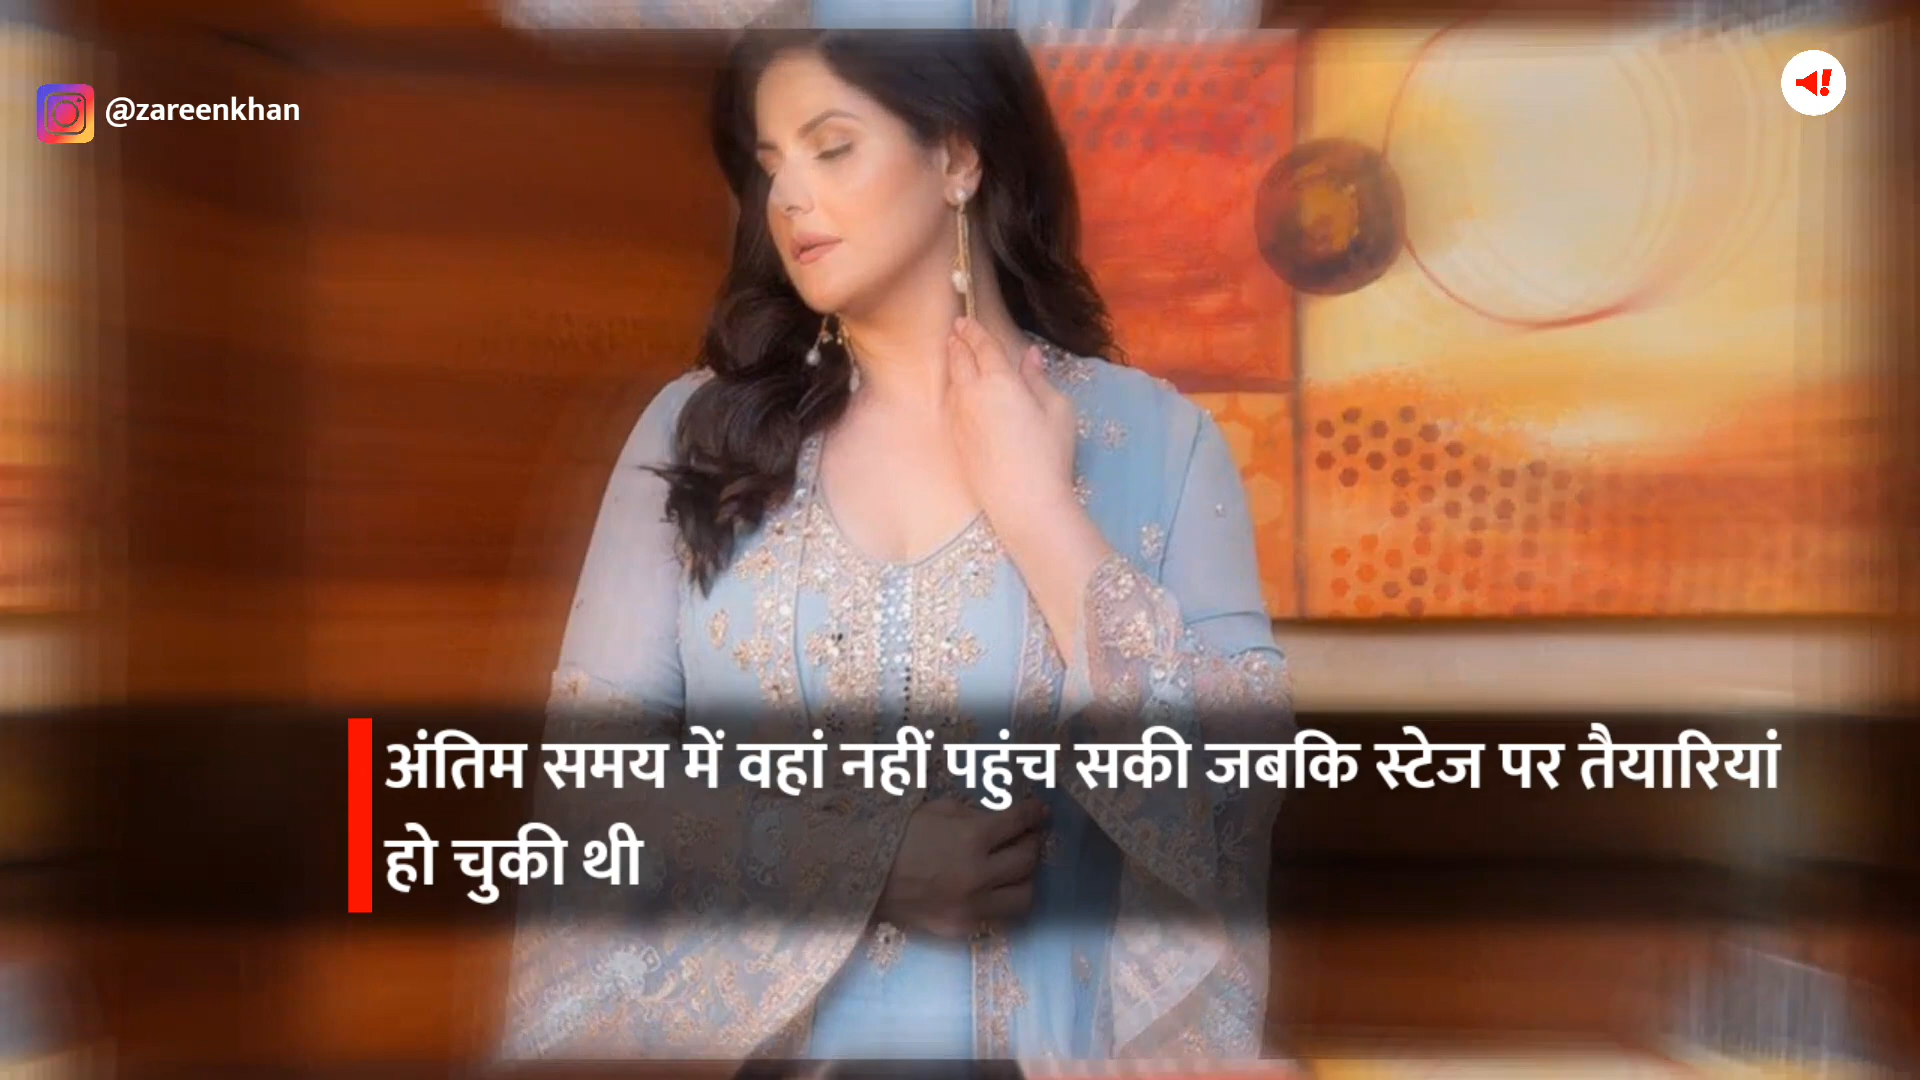 @zareenkhan
अंतिम समय में वहां नहीं पहुंच सकी जबकि स्टेज पर तैयारियां
हो चुकी थी